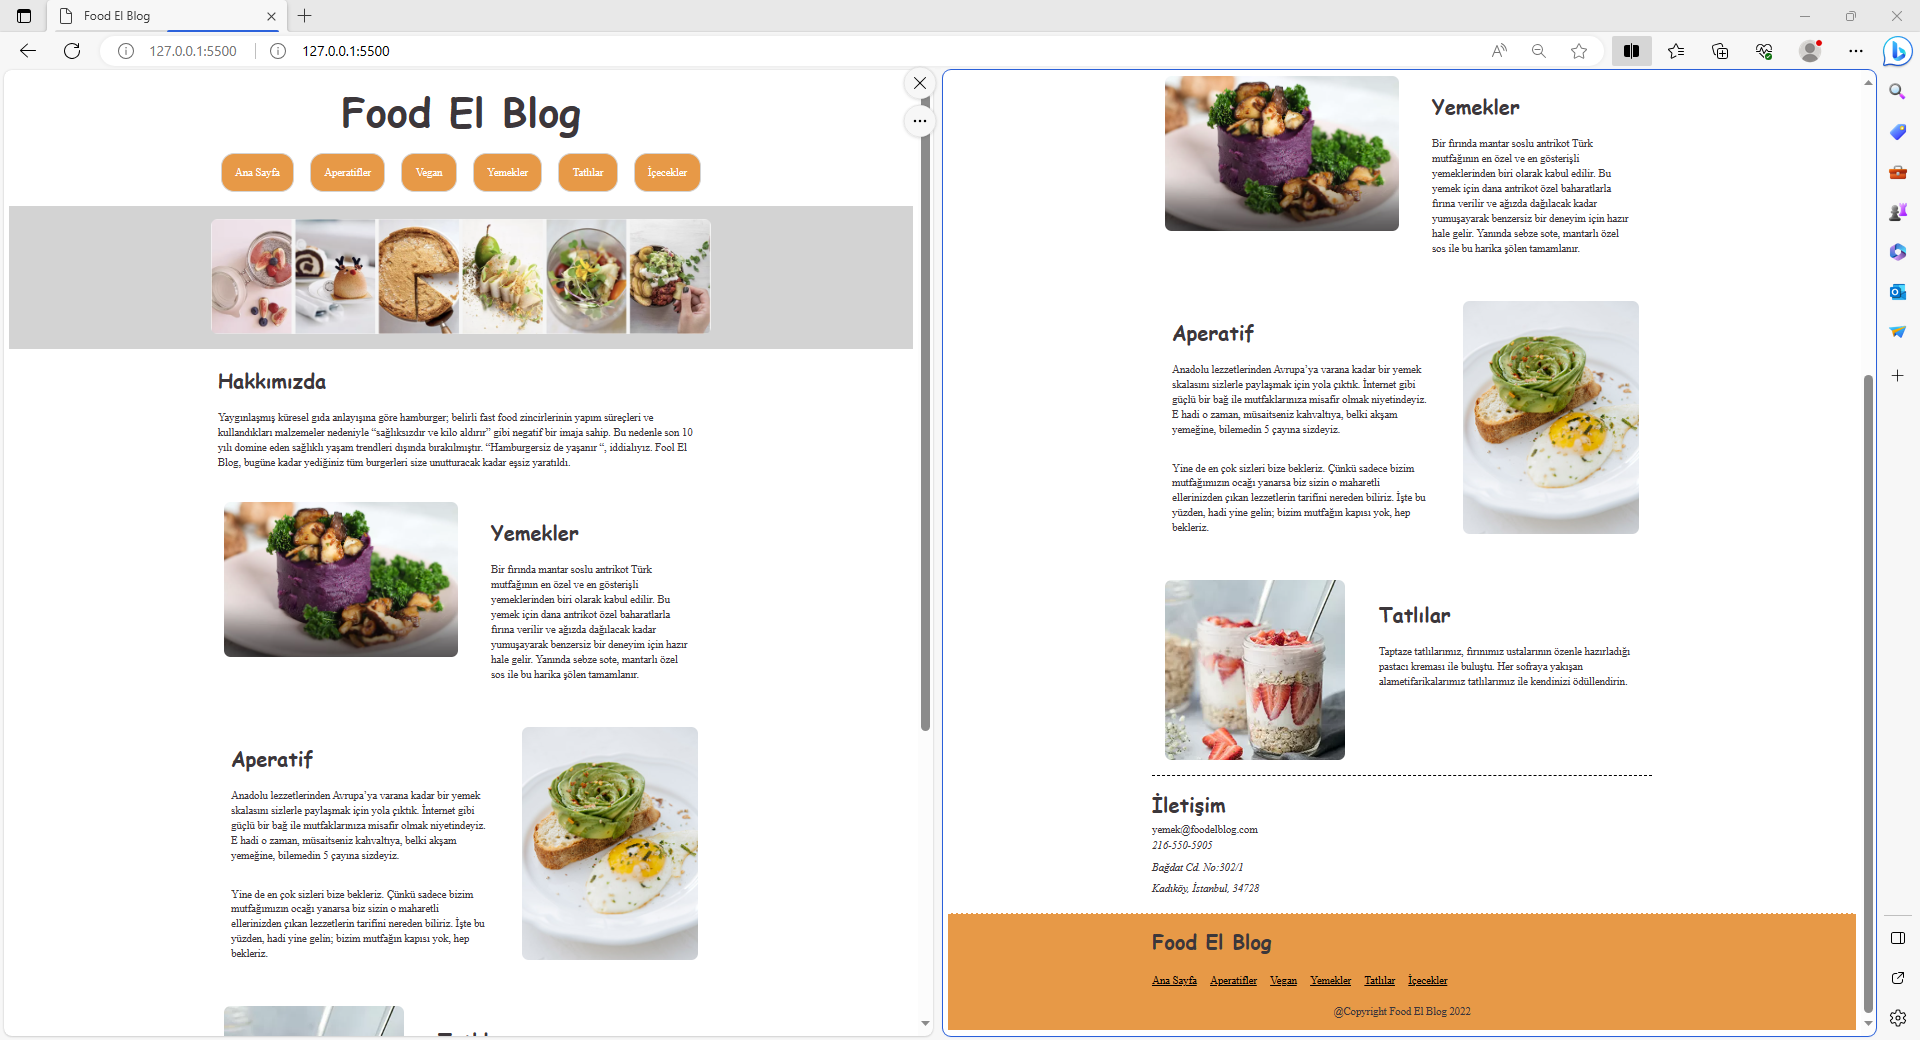 Food El Blog
127.0.0.1:5500
127.0.0.1:5500
Food El Blog
Ana Sayfa
Aperatifler
Vegan
Yemekler
Tatlılar
İçecekler
Hakkımızda
Yaygınlaşmış küresel gıda anlayışına göre hamburger; belirli fast food zincirlerinin yapım süreçleri ve
kullandıkları malzemeler nedeniyle “sağlıksızdır ve kilo aldırır” gibi negatif bir imaja sahip. Bu nedenle son 10
yılı domine eden sağlıklı yaşam trendleri dışında bırakılmıştır. “Hamburgersiz de yaşanır “, iddialıyız. Fool El
Blog, bugüne kadar yediğiniz tüm burgerleri size unutturacak kadar eşsiz yaratıldı.
Yemekler
Bir fırında mantar soslu antrikot Türk
mutfağının en özel ve en gösterişli
yemeklerinden biri olarak kabul edilir. Bu
yemek için dana antrikot özel baharatlarla
fırına verilir ve ağızda dağılacak kadar
yumuşayarak benzersiz bir deneyim için hazır
hale gelir. Yanında sebze sote, mantarlı özel
sos ile bu harika şölen tamamlanır.
Aperatif
Anadolu lezzetlerinden Avrupa’ya varana kadar bir yemek
skalasını sizlerle paylaşmak için yola çıktık. İnternet gibi
güçlü bir bağ ile mutfaklarınıza misafir olmak niyetindeyiz.
E hadi o zaman, müsaitseniz kahvaltıya, belki akşam
yemeğine, bilemedin 5 çayına sizdeyiz.
Yine de en çok sizleri bize bekleriz. Çünkü sadece bizim
mutfağımızın ocağı yanarsa biz sizin o maharetli
ellerinizden çıkan lezzetlerin tarifini nereden biliriz. İşte bu
yüzden, hadi yine gelin; bizim mutfağın kapısı yok, hep
bekleriz.
Yemekler
Bir fırında mantar soslu antrikot Türk
mutfağının en özel ve en gösterişli
yemeklerinden biri olarak kabul edilir. Bu
yemek için dana antrikot özel baharatlarla
fırına verilir ve ağızda dağılacak kadar
yumuşayarak benzersiz bir deneyim için hazır
hale gelir. Yanında sebze sote, mantarlı özel
sos ile bu harika şölen tamamlanır.
Aperatif
Anadolu lezzetlerinden Avrupa’ya varana kadar bir yemek
skalasını sizlerle paylaşmak için yola çıktık. İnternet gibi
güçlü bir bağ ile mutfaklarınıza misafir olmak niyetindeyiz.
E hadi o zaman, müsaitseniz kahvaltıya, belki akşam
yemeğine, bilemedin 5 çayına sizdeyiz.
Yine de en çok sizleri bize bekleriz. Çünkü sadece bizim
mutfağımızın ocağı yanarsa biz sizin o maharetli
ellerinizden çıkan lezzetlerin tarifini nereden biliriz. İşte bu
yüzden, hadi yine gelin; bizim mutfağın kapısı yok, hep
bekleriz.
Tatlılar
Taptaze tatlılarımız, fırınımız ustalarının özenle hazırladığı
pastacı kreması ile buluştu. Her sofraya yakışan
alametifarikalarımız tatlılarımız ile kendinizi ödüllendirin.
İletişim
yemek@foodelblog.com
216-550-5905
Bağdat Cd. No:302/1
Kadıköy, İstanbul, 34728
Food El Blog
Ana Sayfa Aperatifler Vegan Yemekler Tatlılar İçecekler
@Copyright Food El Blog 2022